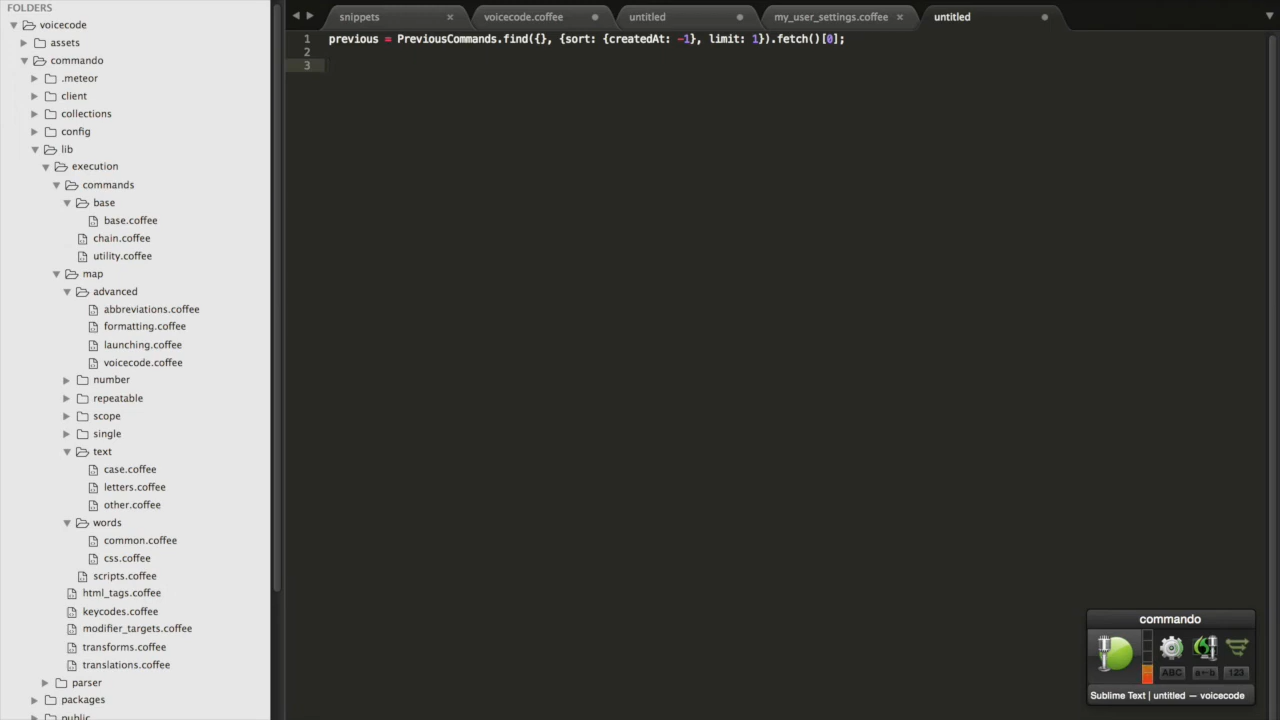 FOLDERS
voicecode
assets
commando
.meteor
client
collections
config
lib
execution
commands
base
base.coffee
chain.coffee
utility.coffee
map
advanced
abbreviations.coffee
formatting.coffee
launching.coffee
voicecode.coffee
number
repeatable
scope
single
text
case.coffee
letters.coffee
other.coffee
words
common.coffee
css.coffee
scripts.coffee
html_tags.coffee
keycodes.coffee
modifier_targets.coffee
transforms.coffee
translations.coffee
parser
packages
public
snippets
voicecode.coffee
untitled
my_user_settings.coffee
untitled
1 previous = PreviousCommands.find({}, {sort: {createdAt: -1}, limit: 1}).fetch()[0];
2
3
commando
ABC
a--b
123
Sublime Text | untitled — voicecode